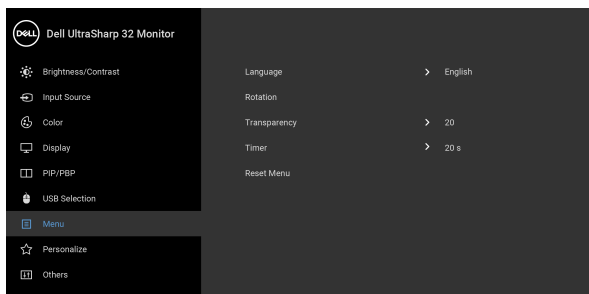 DELL Dell UltraSharp 32 Monitor
Brightness/Contrast
Input Source
Color
Display
PIP/PBP
USB Selection
Menu
Personalize
Others
Language > English
Rotation
Transparency > 20
Timer > 20 s
Reset Menu